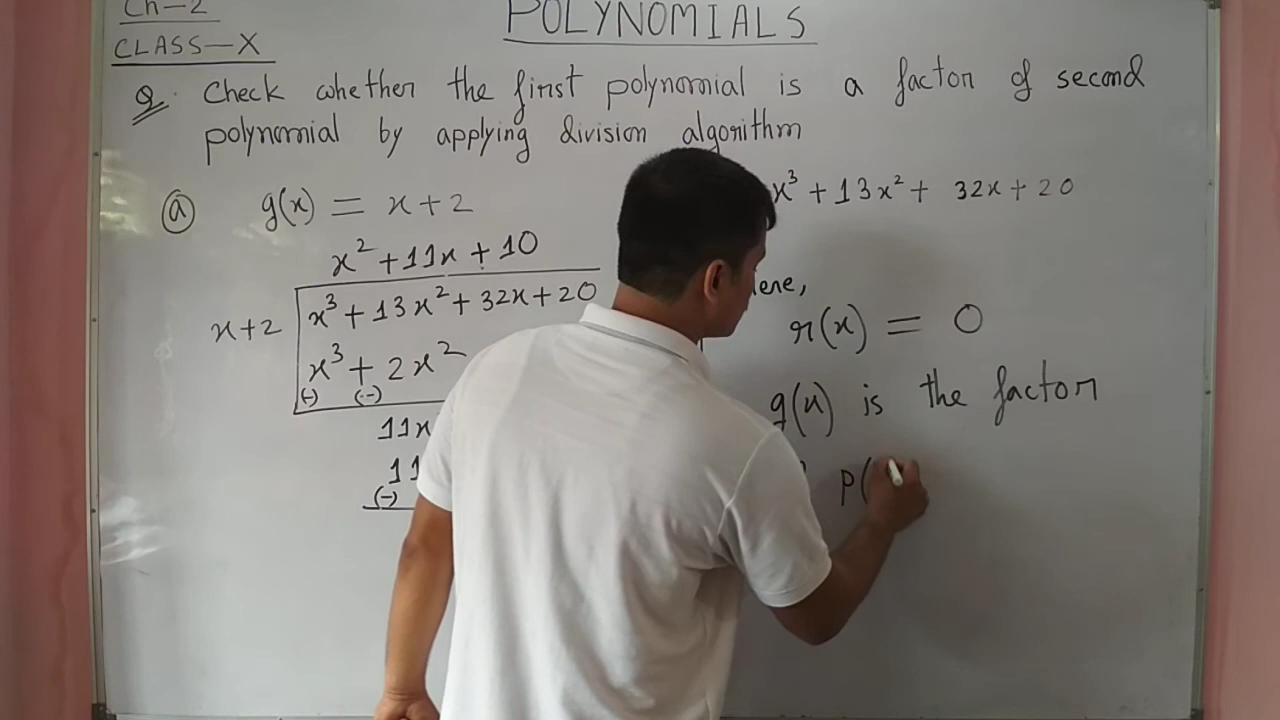 Ch-2
CLASS-X
POLYNOMIALS
Q. Check whether the first polynomial is a factor of second
polynomial by applying division algorithm
(a) g(x) = x+2
x³ + 13x² + 32x + 20
x² + 11x + 10
x+2 x³ + 13x² + 32x + 20
x³ + 2x²
(-) (-)
11x
11
(-)
r(x) = 0
g(x) is the factor
p(